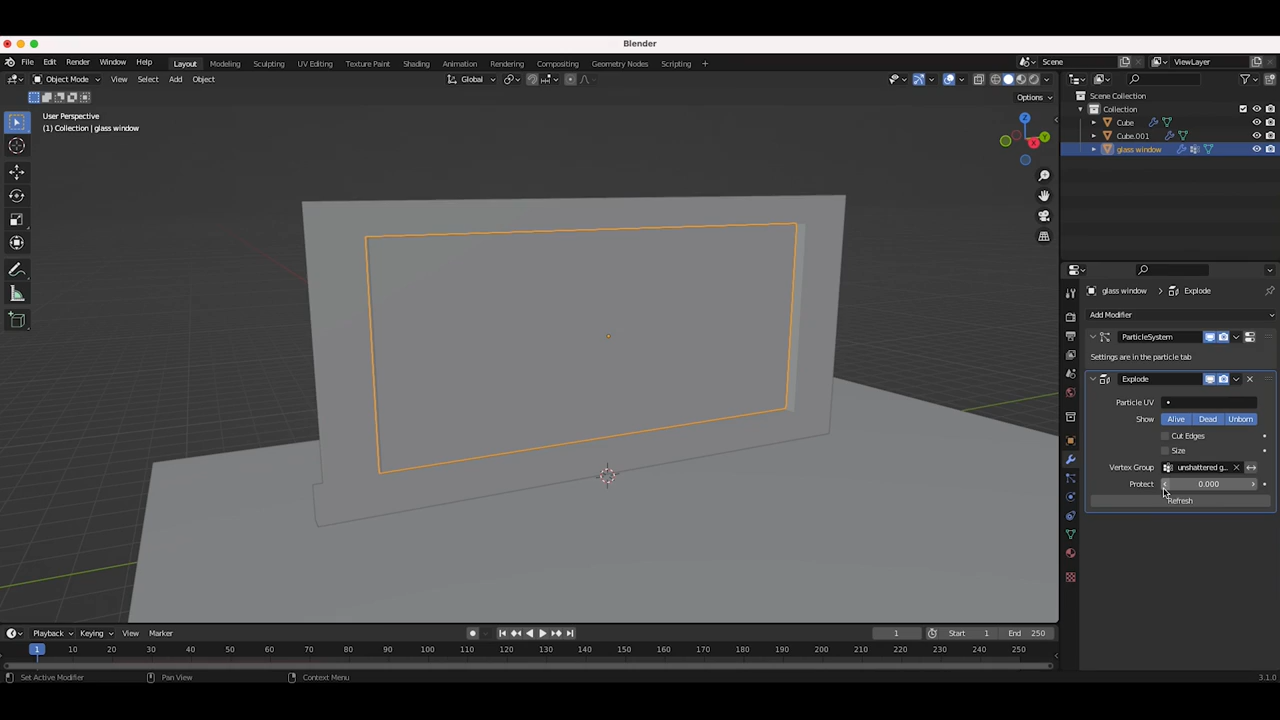 Blender
File Edit Render Window Help Layout Modeling Sculpting UV Editing Texture Paint Shading Animation Rendering Compositing Geometry Nodes Scripting + Scene ViewLayer
Object Mode View Select Add Object Global
Options
User Perspective
(1) Collection | glass window
Z
Y
X
Scene Collection
Collection
Cube
Cube.001
glass window
glass window > Explode
Add Modifier
ParticleSystem
Settings are in the particle tab
Explode
Particle UV
Show Alive Dead Unborn
Cut Edges
Size
Vertex Group unshattered g...
Protect 0.000
Refresh
Playback Keying View Marker 1 Start 1 End 250
1 10 20 30 40 50 60 70 80 90 100 110 120 130 140 150 160 170 180 190 200 210 220 230 240 250
Set Active Modifier Pan View Context Menu 3.1.0